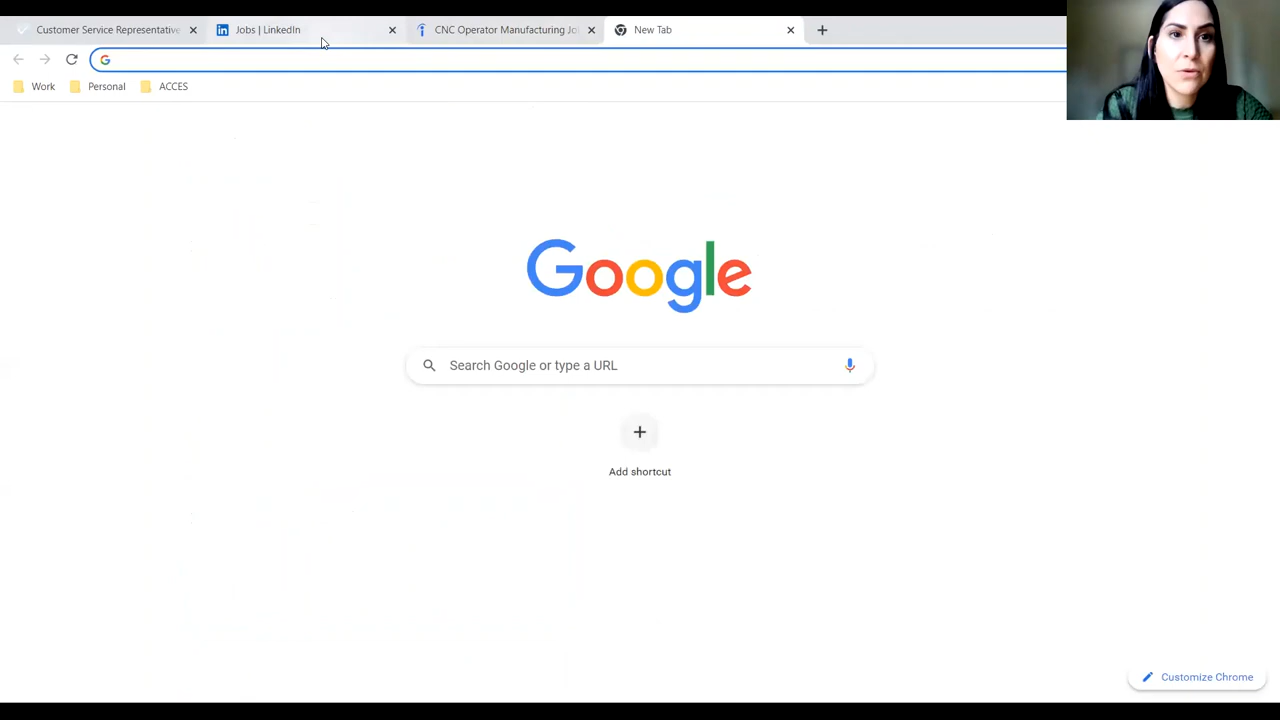 Customer Service Representative
Jobs | LinkedIn
CNC Operator Manufacturing Jo
New Tab
Work
Personal
ACCES
Google
Search Google or type a URL
Add shortcut
Customize Chrome